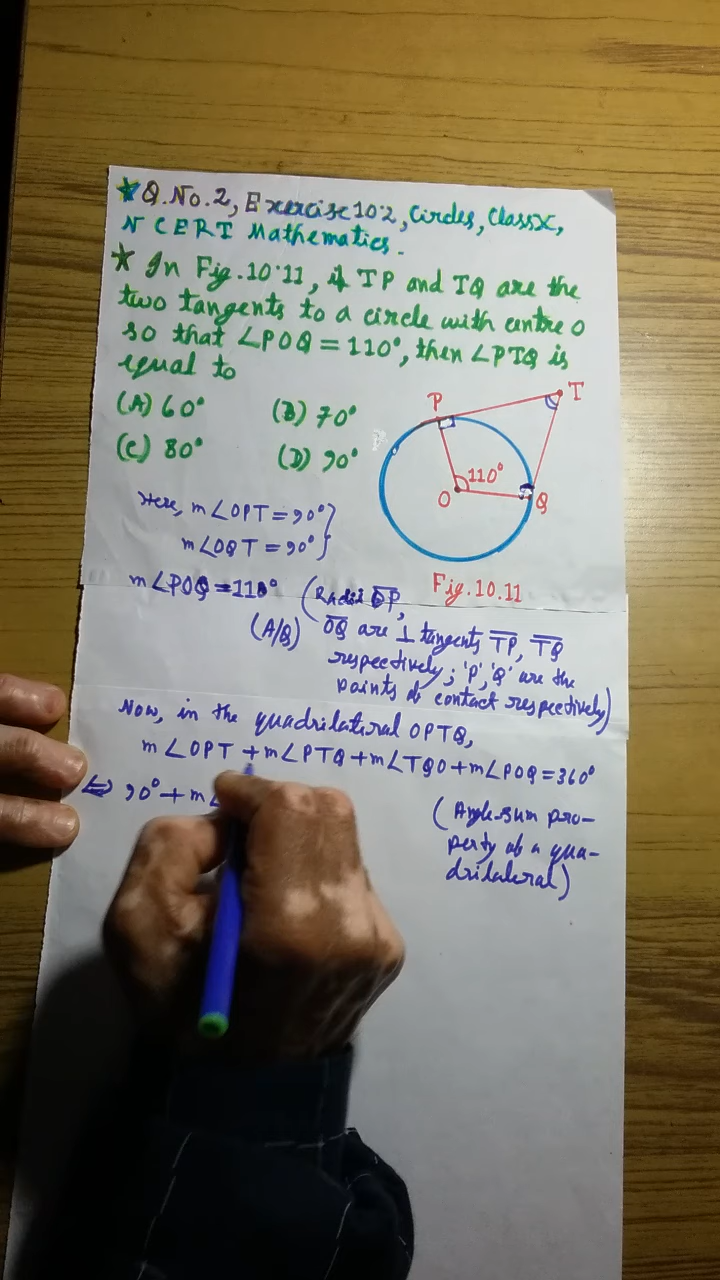 ★Q.No.2, Exercise 10.2, Circles, Class X,
NCERT Mathematics.
★ In Fig. 10.11, if TP and TQ are the
two tangents to a circle with centre O
so that ∠POQ = 110°, then ∠PTQ is
equal to
(A) 60° (B) 70°
(C) 80° (D) 90°
P
T
110°
O
Q
Fig. 10.11
Here, m∠OPT = 90° }
m∠OQT = 90° }
m∠POQ = 110° (Radii OP,
(A/Q) OQ are ⊥ tangents TP, TQ
respectively; 'P', 'Q' are the
points of contact respectively)
Now, in the quadrilateral OPTQ,
m∠OPT + m∠PTQ + m∠TQO + m∠POQ = 360°
⇔ 90° + m∠
(Angle-sum pro-
perty of a qua-
drilateral)